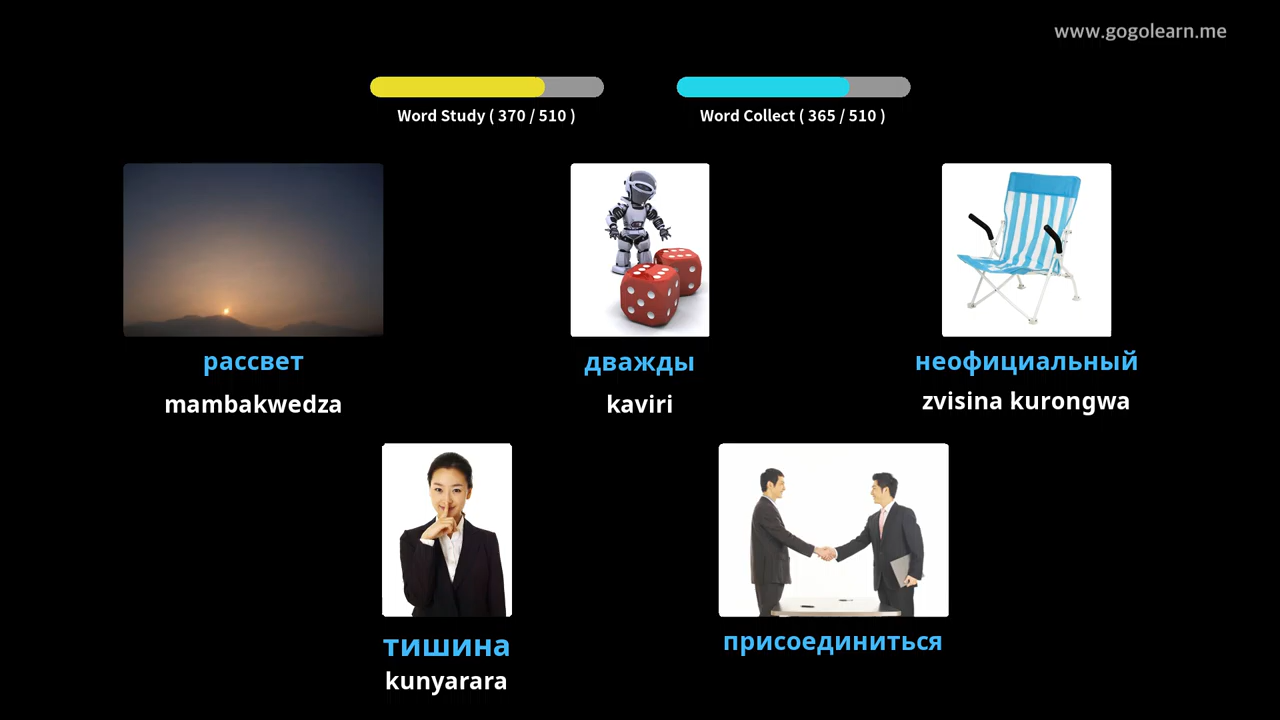 www.gogolearn.me
Word Study ( 370 / 510 )
Word Collect ( 365 / 510 )
рассвет
mambakwedza
дважды
kaviri
неофициальный
zvisina kurongwa
тишина
kunyarara
присоединиться